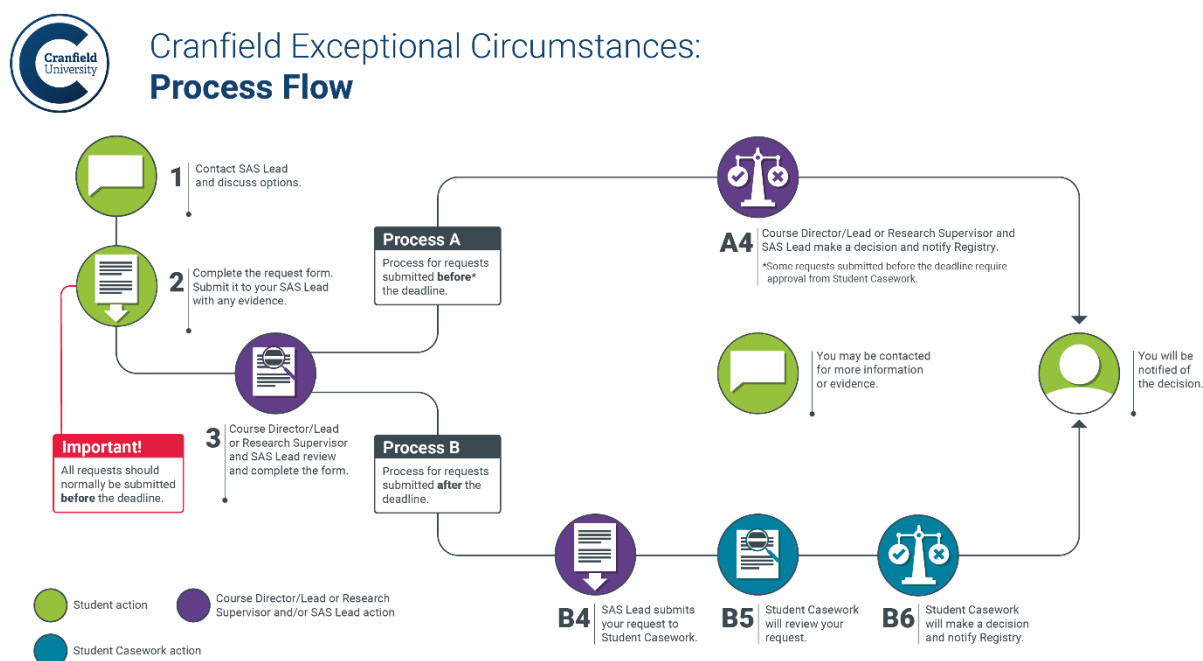 Cranfield
University
Cranfield Exceptional Circumstances:
Process Flow
1
Contact SAS Lead
and discuss options.
2
Complete the request form.
Submit it to your SAS Lead
with any evidence.
Important!
All requests should
normally be submitted
before the deadline.
3
Course Director/Lead
or Research Supervisor
and SAS Lead review
and complete the form.
Process A
Process for requests
submitted before*
the deadline.
A4
Course Director/Lead or Research Supervisor and
SAS Lead make a decision and notify Registry.
*Some requests submitted before the deadline require
approval from Student Casework.
You may be contacted
for more information
or evidence.
You will be
notified of
the decision.
Process B
Process for requests
submitted after the
deadline.
B4
SAS Lead submits
your request to
Student Casework.
B5
Student Casework
will review your
request.
B6
Student Casework
will make a decision
and notify Registry.
Student action
Course Director/Lead or Research
Supervisor and/or SAS Lead action
Student Casework action